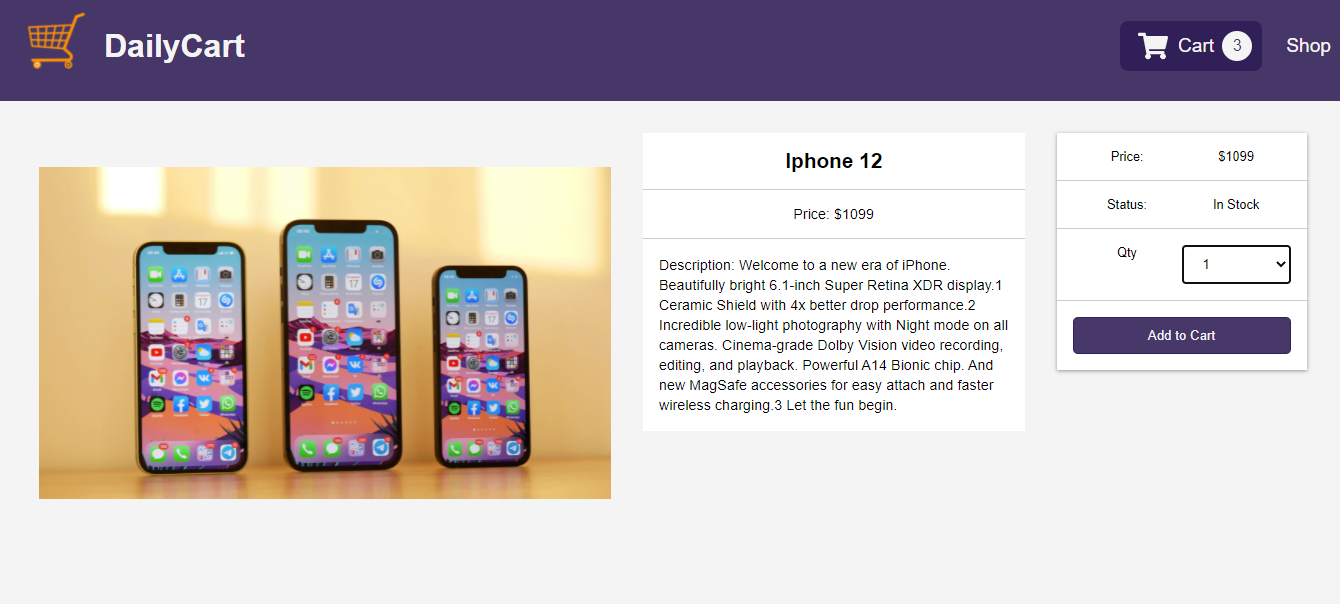 DailyCart
Cart 3
Shop
Iphone 12
Price: $1099
Description: Welcome to a new era of iPhone.
Beautifully bright 6.1-inch Super Retina XDR display.1
Ceramic Shield with 4x better drop performance.2
Incredible low-light photography with Night mode on all
cameras. Cinema-grade Dolby Vision video recording,
editing, and playback. Powerful A14 Bionic chip. And
new MagSafe accessories for easy attach and faster
wireless charging.3 Let the fun begin.
Price: $1099
Status: In Stock
Qty 1
Add to Cart